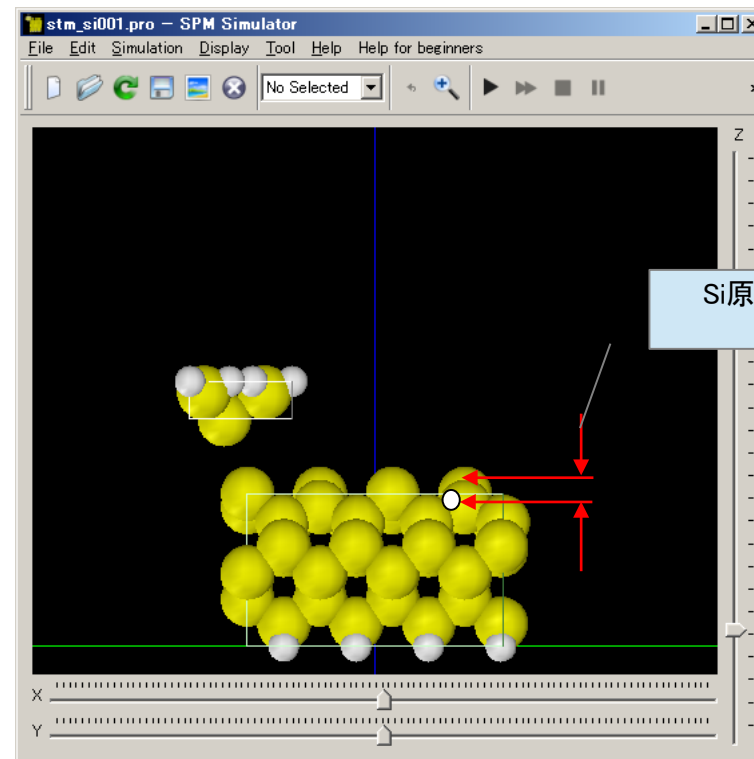 stm_si001.pro － SPM Simulator
File Edit Simulation Display Tool Help Help for beginners
No Selected
Z
Si原
X
Y